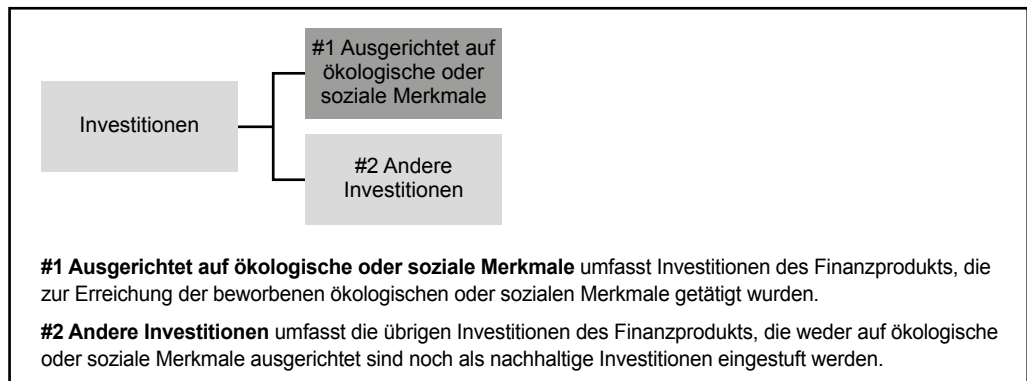 #1 Ausgerichtet auf
ökologische oder
soziale Merkmale
Investitionen
#2 Andere
Investitionen
#1 Ausgerichtet auf ökologische oder soziale Merkmale umfasst Investitionen des Finanzprodukts, die
zur Erreichung der beworbenen ökologischen oder sozialen Merkmale getätigt wurden.
#2 Andere Investitionen umfasst die übrigen Investitionen des Finanzprodukts, die weder auf ökologische
oder soziale Merkmale ausgerichtet sind noch als nachhaltige Investitionen eingestuft werden.